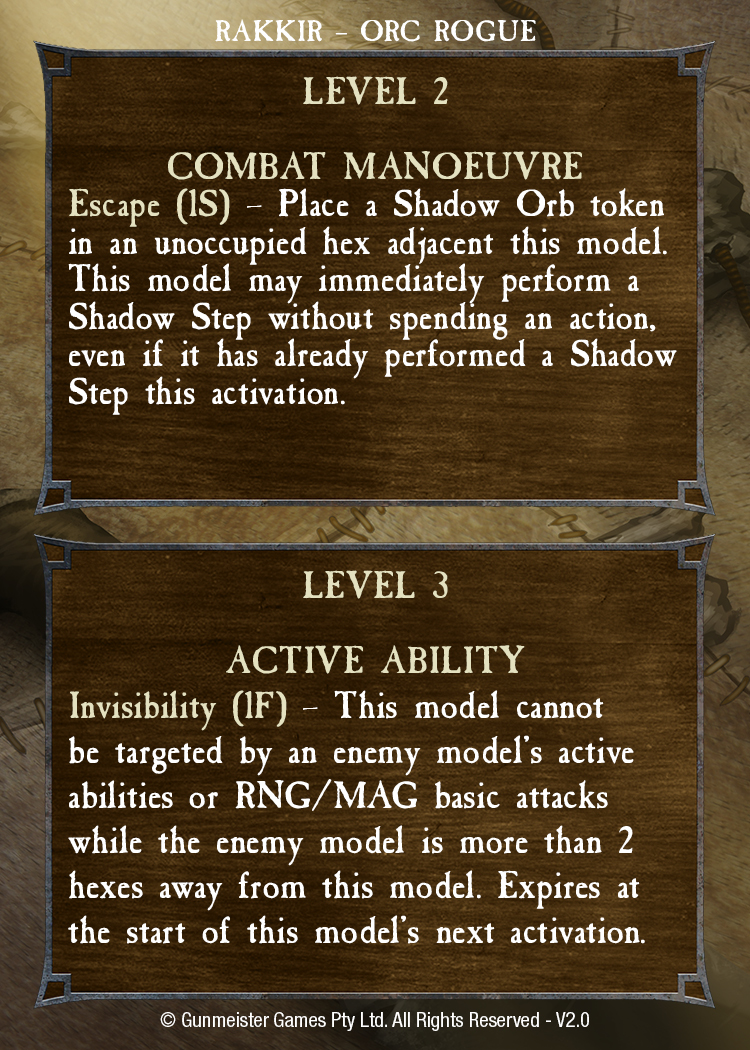 RAKKIR – ORC ROGUE
LEVEL 2
COMBAT MANOEUVRE
Escape (1S) – Place a Shadow Orb token
in an unoccupied hex adjacent this model.
This model may immediately perform a
Shadow Step without spending an action,
even if it has already performed a Shadow
Step this activation.
LEVEL 3
ACTIVE ABILITY
Invisibility (1F) – This model cannot
be targeted by an enemy model's active
abilities or RNG/MAG basic attacks
while the enemy model is more than 2
hexes away from this model. Expires at
the start of this model's next activation.
© Gunmeister Games Pty Ltd. All Rights Reserved - V2.0